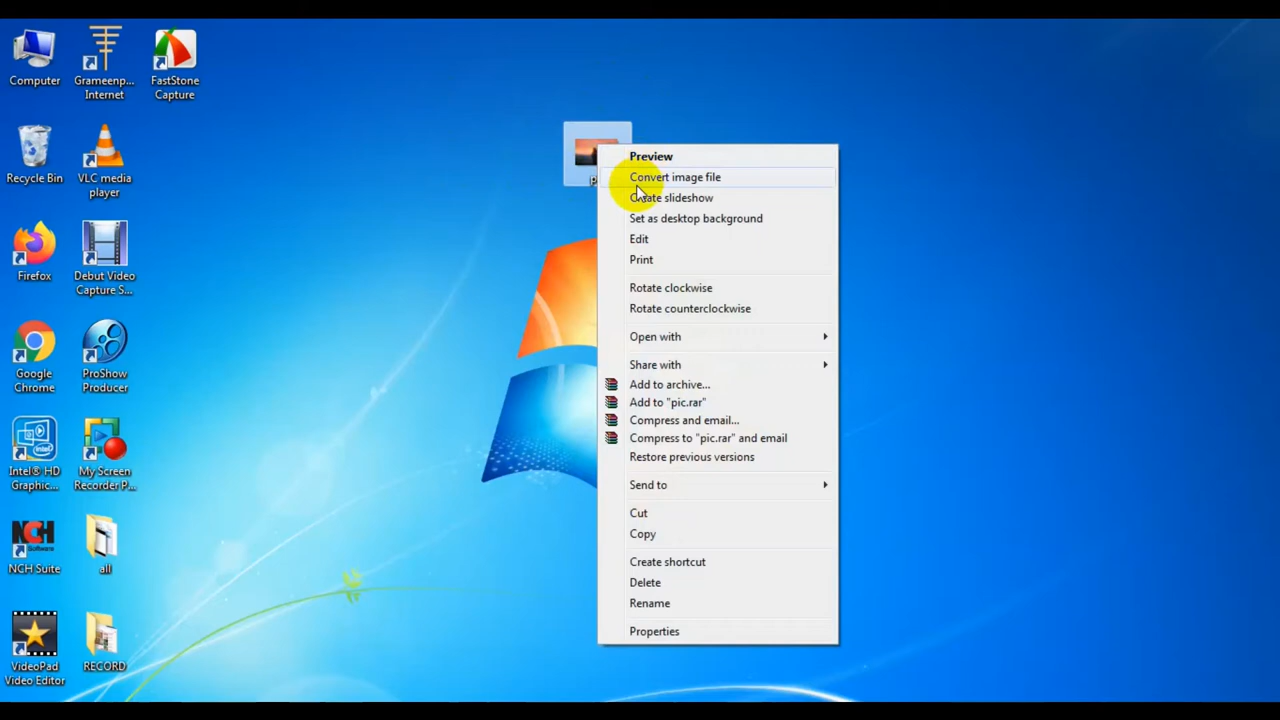 Computer
Grameenp...
Internet
FastStone
Capture
Recycle Bin
VLC media
player
Firefox
Debut Video
Capture S...
Google
Chrome
ProShow
Producer
Intel® HD
Graphic...
My Screen
Recorder P...
NCH Software
NCH Suite
all
VideoPad
Video Editor
RECORD
Preview
Convert image file
Create slideshow
Set as desktop background
Edit
Print
Rotate clockwise
Rotate counterclockwise
Open with
Share with
Add to archive...
Add to "pic.rar"
Compress and email...
Compress to "pic.rar" and email
Restore previous versions
Send to
Cut
Copy
Create shortcut
Delete
Rename
Properties